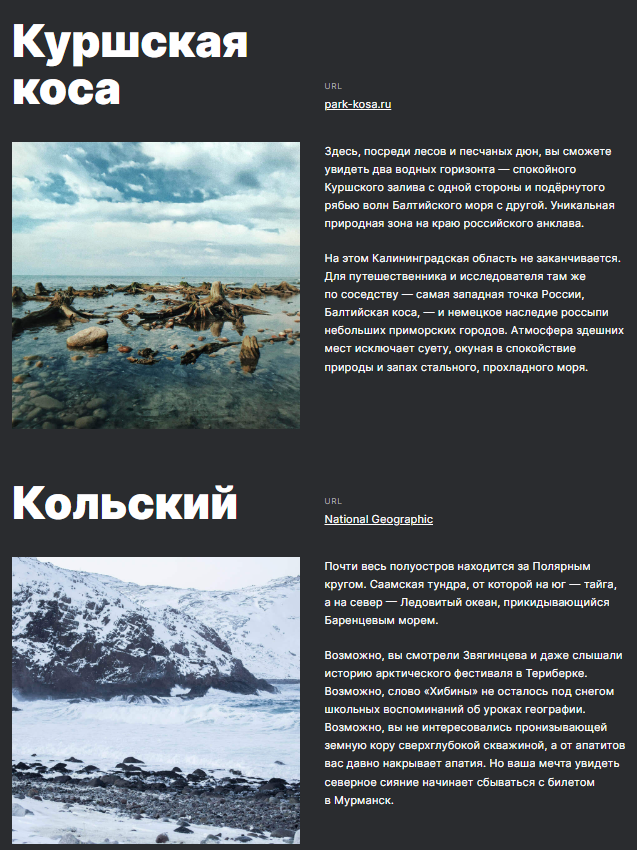 Куршская
коса
URL
park-kosa.ru
Здесь, посреди лесов и песчаных дюн, вы сможете
увидеть два водных горизонта — спокойного
Куршского залива с одной стороны и подёрнутого
рябью волн Балтийского моря с другой. Уникальная
природная зона на краю российского анклава.
На этом Калининградская область не заканчивается.
Для путешественника и исследователя там же
по соседству — самая западная точка России,
Балтийская коса, — и немецкое наследие россыпи
небольших приморских городов. Атмосфера здешних
мест исключает суету, окуная в спокойствие
природы и запах стального, прохладного моря.
Кольский
URL
National Geographic
Почти весь полуостров находится за Полярным
кругом. Саамская тундра, от которой на юг — тайга,
а на север — Ледовитый океан, прикидывающийся
Баренцевым морем.
Возможно, вы смотрели Звягинцева и даже слышали
историю арктического фестиваля в Териберке.
Возможно, слово «Хибины» не осталось под снегом
школьных воспоминаний об уроках географии.
Возможно, вы не интересовались пронизывающей
земную кору сверхглубокой скважиной, а от апатитов
вас давно накрывает апатия. Но ваша мечта увидеть
северное сияние начинает сбываться с билетом
в Мурманск.